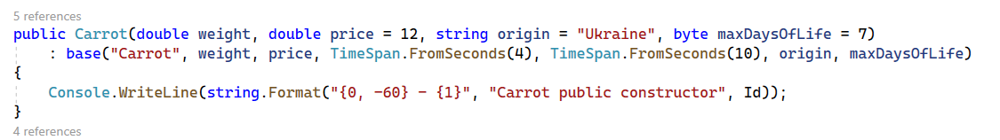 5 references
public Carrot(double weight, double price = 12, string origin = "Ukraine", byte maxDaysOfLife = 7)
    : base("Carrot", weight, price, TimeSpan.FromSeconds(4), TimeSpan.FromSeconds(10), origin, maxDaysOfLife)
{
    Console.WriteLine(string.Format("{0, -60} - {1}", "Carrot public constructor", Id));
}
4 references